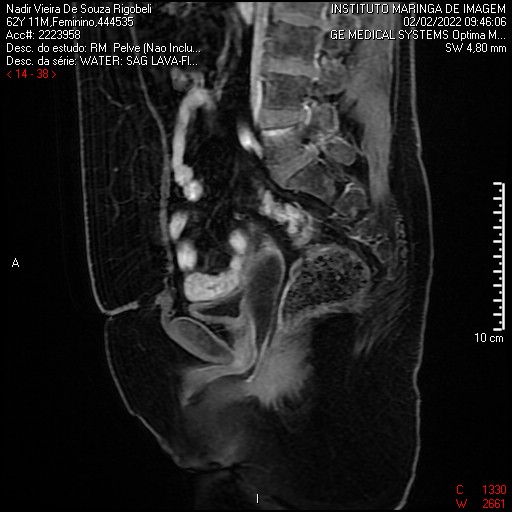 Nadir Vieira De Souza Rigobeli
62Y 11M,Feminino,444535
Acc#: 2223958
Desc. do estudo: RM Pelve (Nao Inclu...
Desc. da série: WATER: SAG LAVA-Fl...
< 14 - 38 >
INSTITUTO MARINGA DE IMAGEM
02/02/2022 09:46:06
GE MEDICAL SYSTEMS Optima M...
SW 4,80 mm
A
10 cm
I
C 1330
W 2661